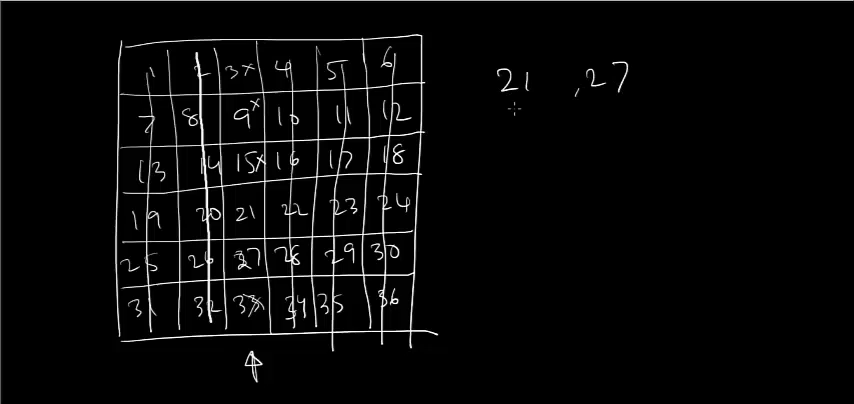 1 2 3x 4 5 6
21 , 27
7 8 9x 10 11 12
13 14 15x 16 17 18
19 20 21 22 23 24
25 26 27 28 29 30
31 32 33x 34 35 36